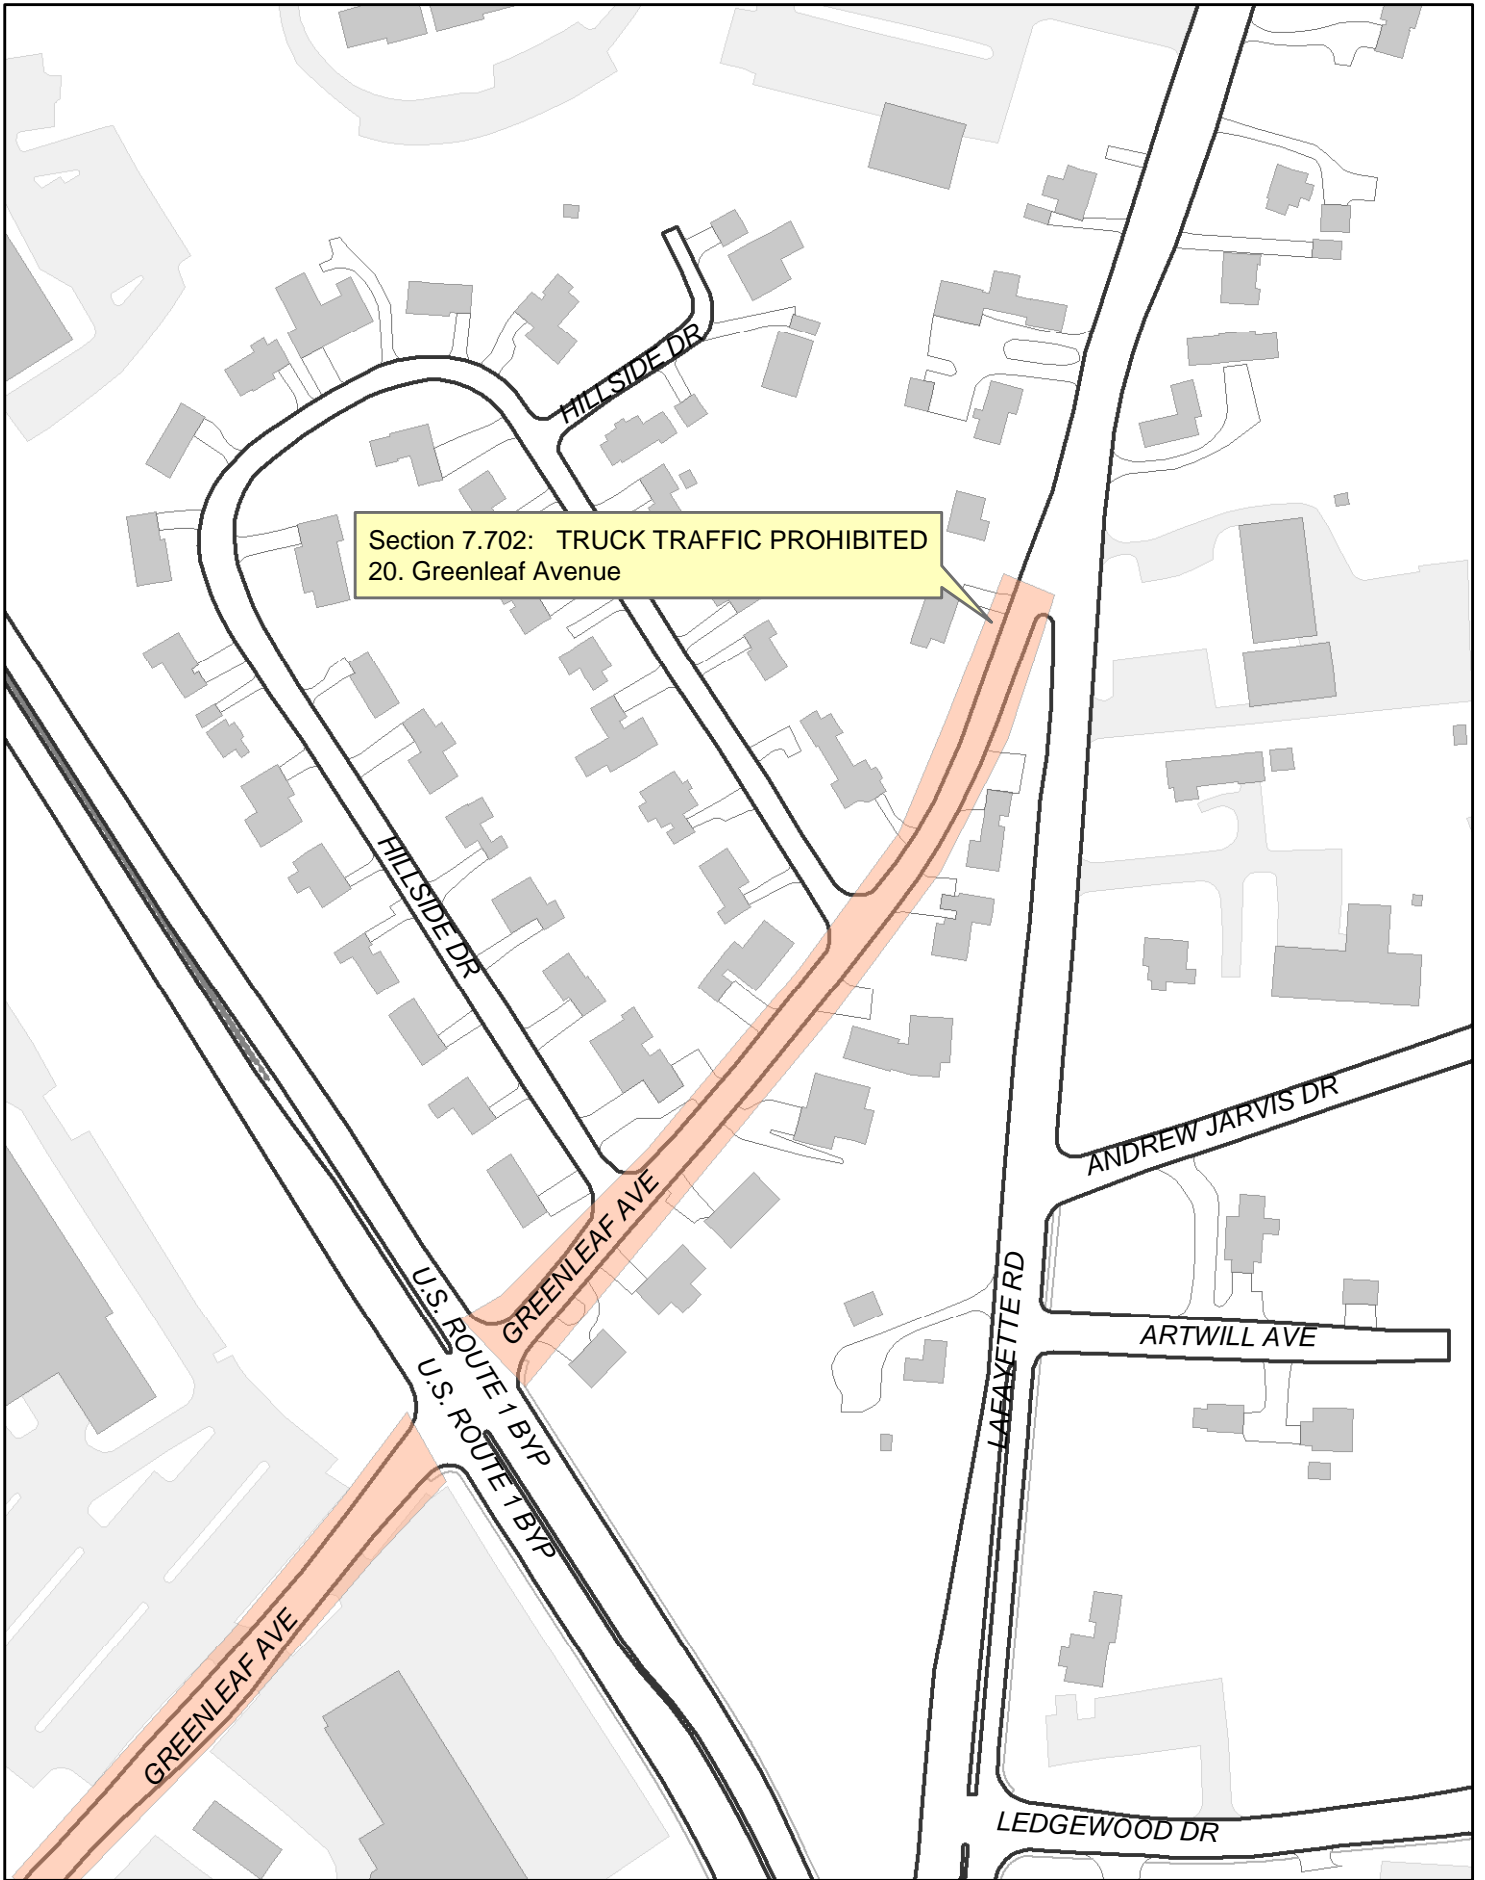 HILLSIDE DR
Section 7.702: TRUCK TRAFFIC PROHIBITED
20. Greenleaf Avenue
HILLSIDE DR
ANDREW JARVIS DR
GREENLEAF AVE
LAFAYETTE RD
U.S. ROUTE 1 BYP
ARTWILL AVE
U.S. ROUTE 1 BYP
GREENLEAF AVE
LEDGEWOOD DR